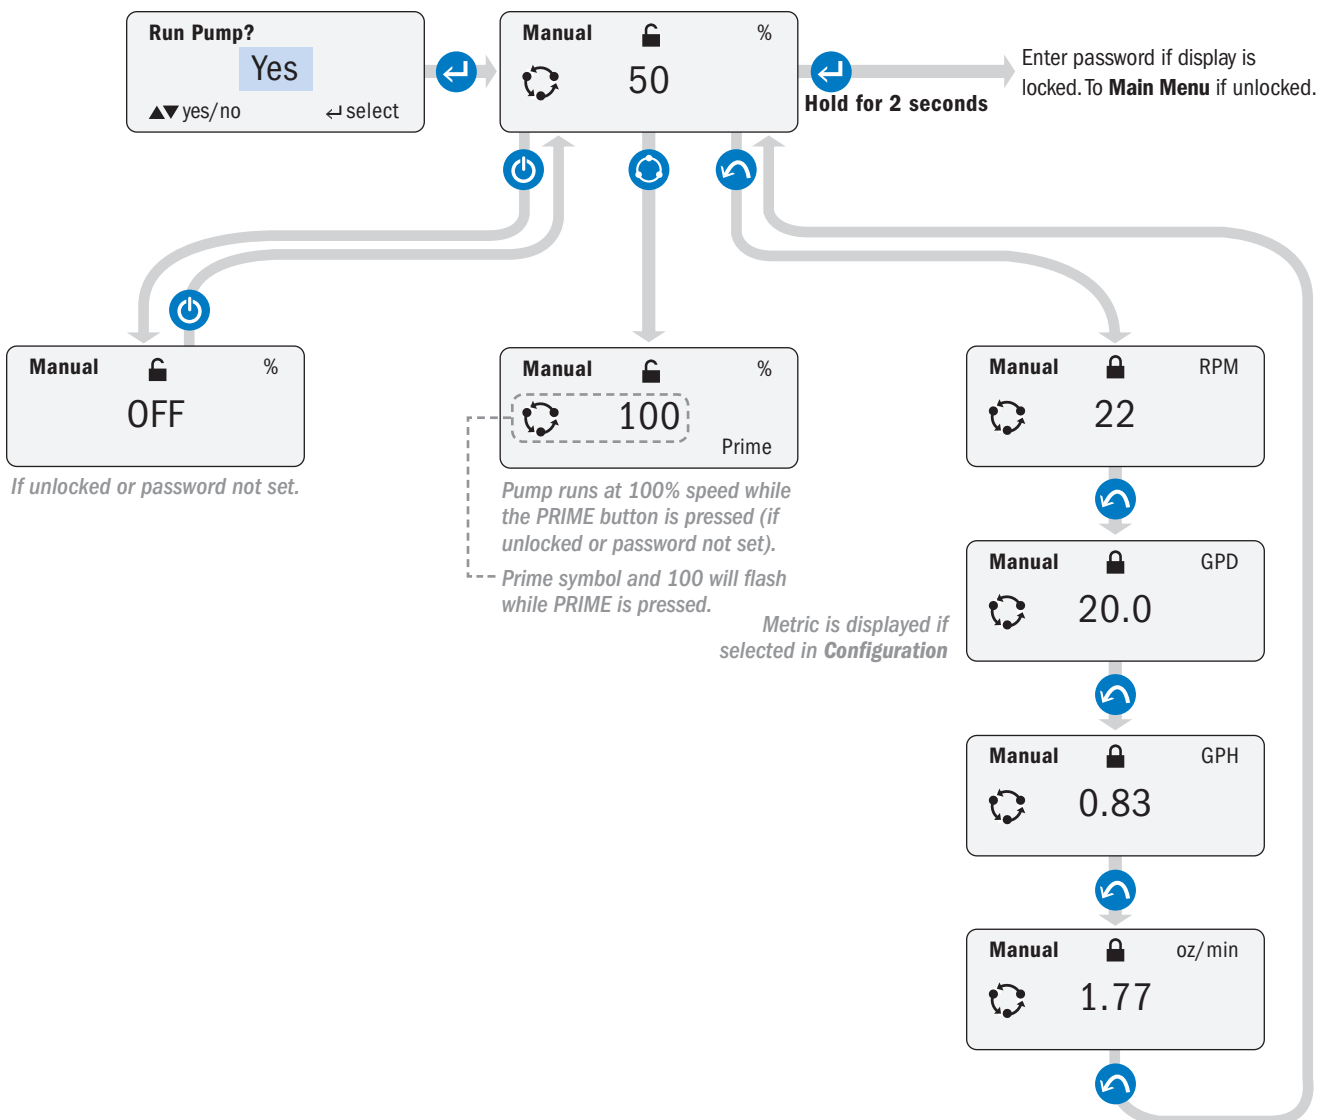 Run Pump?
Yes
▲▼ yes/no ↵ select
Manual %
50
Hold for 2 seconds
Enter password if display is
locked. To Main Menu if unlocked.
Manual %
OFF
If unlocked or password not set.
Manual %
100
Prime
Pump runs at 100% speed while
the PRIME button is pressed (if
unlocked or password not set).
Prime symbol and 100 will flash
while PRIME is pressed.
Manual RPM
22
Manual GPD
20.0
Metric is displayed if
selected in Configuration
Manual GPH
0.83
Manual oz/min
1.77